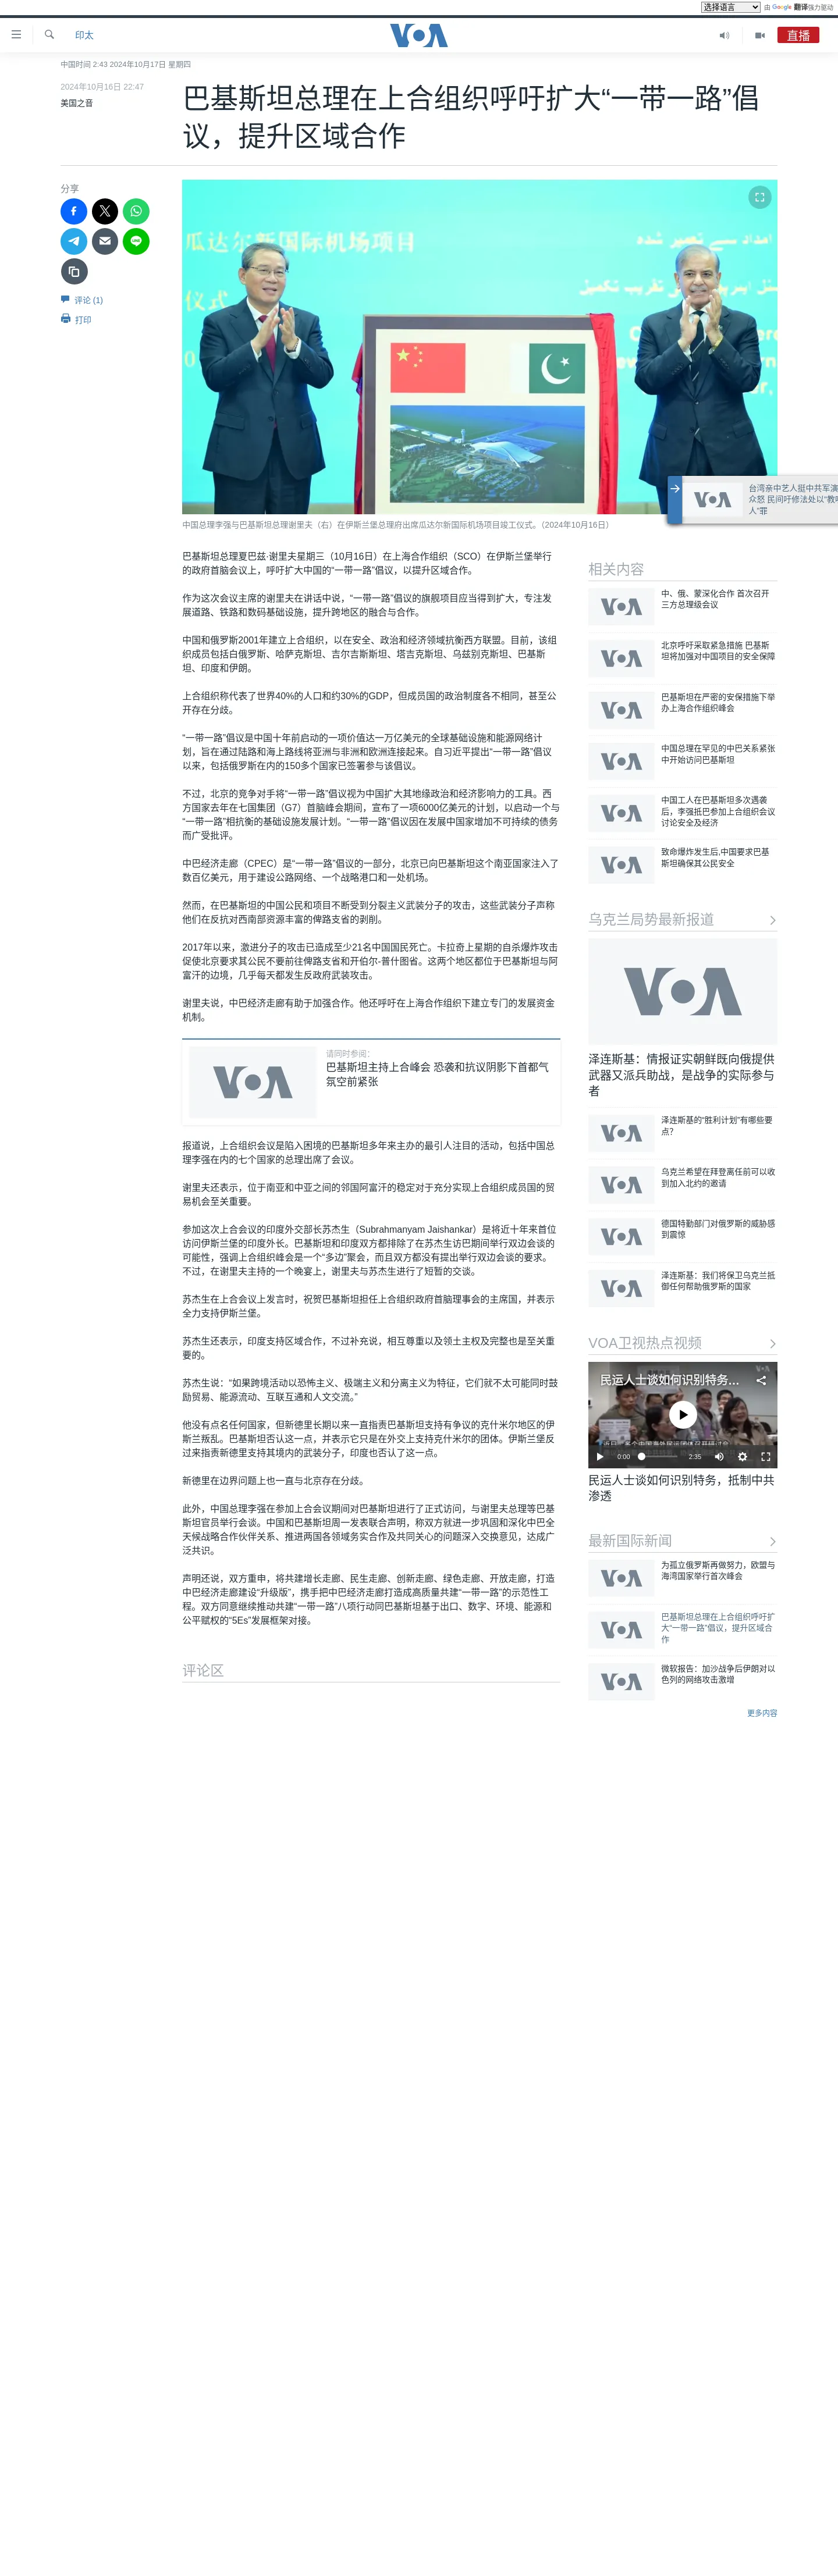 选择语言 由 Google 翻译强力驱动
印太
VOA
直播
中国时间 2:43 2024年10月17日 星期四
2024年10月16日 22:47
美国之音
巴基斯坦总理在上合组织呼吁扩大“一带一路”倡
议，提升区域合作
分享
评论 (1)
打印
瓜达尔新国际机场项
仪式
中国总理李强与巴基斯坦总理谢里夫（右）在伊斯兰堡总理府出席瓜达尔新国际机场项目竣工仪式。（2024年10月16日）
台湾亲中艺人挺中共军演
众怒 民间吁修法处以“教唆
人”罪
VOA
巴基斯坦总理夏巴兹·谢里夫星期三（10月16日）在上海合作组织（SCO）在伊斯兰堡举行
的政府首脑会议上，呼吁扩大中国的“一带一路”倡议，以提升区域合作。
作为这次会议主席的谢里夫在讲话中说，“一带一路”倡议的旗舰项目应当得到扩大，专注发
展道路、铁路和数码基础设施，提升跨地区的融合与合作。
中国和俄罗斯2001年建立上合组织，以在安全、政治和经济领域抗衡西方联盟。目前，该组
织成员包括白俄罗斯、哈萨克斯坦、吉尔吉斯斯坦、塔吉克斯坦、乌兹别克斯坦、巴基斯
坦、印度和伊朗。
上合组织称代表了世界40%的人口和约30%的GDP，但成员国的政治制度各不相同，甚至公
开存在分歧。
“一带一路”倡议是中国十年前启动的一项价值达一万亿美元的全球基础设施和能源网络计
划，旨在通过陆路和海上路线将亚洲与非洲和欧洲连接起来。自习近平提出“一带一路”倡议
以来，包括俄罗斯在内的150多个国家已签署参与该倡议。
不过，北京的竞争对手将“一带一路”倡议视为中国扩大其地缘政治和经济影响力的工具。西
方国家去年在七国集团（G7）首脑峰会期间，宣布了一项6000亿美元的计划，以启动一个与
“一带一路”相抗衡的基础设施发展计划。“一带一路”倡议因在发展中国家增加不可持续的债务
而广受批评。
中巴经济走廊（CPEC）是“一带一路”倡议的一部分，北京已向巴基斯坦这个南亚国家注入了
数百亿美元，用于建设公路网络、一个战略港口和一处机场。
然而，在巴基斯坦的中国公民和项目不断受到分裂主义武装分子的攻击，这些武装分子声称
他们在反抗对西南部资源丰富的俾路支省的剥削。
2017年以来，激进分子的攻击已造成至少21名中国国民死亡。卡拉奇上星期的自杀爆炸攻击
促使北京要求其公民不要前往俾路支省和开伯尔-普什图省。这两个地区都位于巴基斯坦与阿
富汗的边境，几乎每天都发生反政府武装攻击。
谢里夫说，中巴经济走廊有助于加强合作。他还呼吁在上海合作组织下建立专门的发展资金
机制。
VOA
请同时参阅：
巴基斯坦主持上合峰会 恐袭和抗议阴影下首都气
氛空前紧张
报道说，上合组织会议是陷入困境的巴基斯坦多年来主办的最引人注目的活动，包括中国总
理李强在内的七个国家的总理出席了会议。
谢里夫还表示，位于南亚和中亚之间的邻国阿富汗的稳定对于充分实现上合组织成员国的贸
易机会至关重要。
参加这次上合会议的印度外交部长苏杰生（Subrahmanyam Jaishankar）是将近十年来首位
访问伊斯兰堡的印度外长。巴基斯坦和印度双方都排除了在苏杰生访巴期间举行双边会谈的
可能性，强调上合组织峰会是一个“多边”聚会，而且双方都没有提出举行双边会谈的要求。
不过，在谢里夫主持的一个晚宴上，谢里夫与苏杰生进行了短暂的交谈。
苏杰生在上合会议上发言时，祝贺巴基斯坦担任上合组织政府首脑理事会的主席国，并表示
全力支持伊斯兰堡。
苏杰生还表示，印度支持区域合作，不过补充说，相互尊重以及领土主权及完整也是至关重
要的。
苏杰生说：“如果跨境活动以恐怖主义、极端主义和分离主义为特征，它们就不太可能同时鼓
励贸易、能源流动、互联互通和人文交流。”
他没有点名任何国家，但新德里长期以来一直指责巴基斯坦支持有争议的克什米尔地区的伊
斯兰叛乱。巴基斯坦否认这一点，并表示它只是在外交上支持克什米尔的团体。伊斯兰堡反
过来指责新德里支持其境内的武装分子，印度也否认了这一点。
新德里在边界问题上也一直与北京存在分歧。
此外，中国总理李强在参加上合会议期间对巴基斯坦进行了正式访问，与谢里夫总理等巴基
斯坦官员举行会谈。中国和巴基斯坦周一发表联合声明，称双方就进一步巩固和深化中巴全
天候战略合作伙伴关系、推进两国各领域务实合作及共同关心的问题深入交换意见，达成广
泛共识。
声明还说，双方重申，将共建增长走廊、民生走廊、创新走廊、绿色走廊、开放走廊，打造
中巴经济走廊建设“升级版”，携手把中巴经济走廊打造成高质量共建“一带一路”的示范性工
程。双方同意继续推动共建“一带一路”八项行动同巴基斯坦基于出口、数字、环境、能源和
公平赋权的“5Es”发展框架对接。
评论区
相关内容
VOA
中、俄、蒙深化合作 首次召开
三方总理级会议
VOA
北京呼吁采取紧急措施 巴基斯
坦将加强对中国项目的安全保障
VOA
巴基斯坦在严密的安保措施下举
办上海合作组织峰会
VOA
中国总理在罕见的中巴关系紧张
中开始访问巴基斯坦
VOA
中国工人在巴基斯坦多次遇袭
后，李强抵巴参加上合组织会议
讨论安全及经济
VOA
致命爆炸发生后,中国要求巴基
斯坦确保其公民安全
乌克兰局势最新报道
VOA
泽连斯基：情报证实朝鲜既向俄提供
武器又派兵助战，是战争的实际参与
者
VOA
泽连斯基的“胜利计划”有哪些要
点？
VOA
乌克兰希望在拜登离任前可以收
到加入北约的邀请
VOA
德国特勤部门对俄罗斯的威胁感
到震惊
VOA
泽连斯基：我们将保卫乌克兰抵
御任何帮助俄罗斯的国家
VOA卫视热点视频
VOA
民运人士谈如何识别特务...
0:00 2:35
民运人士谈如何识别特务，抵制中共
渗透
最新国际新闻
VOA
为孤立俄罗斯再做努力，欧盟与
海湾国家举行首次峰会
VOA
巴基斯坦总理在上合组织呼吁扩
大“一带一路”倡议，提升区域合
作
VOA
微软报告：加沙战争后伊朗对以
色列的网络攻击激增
更多内容